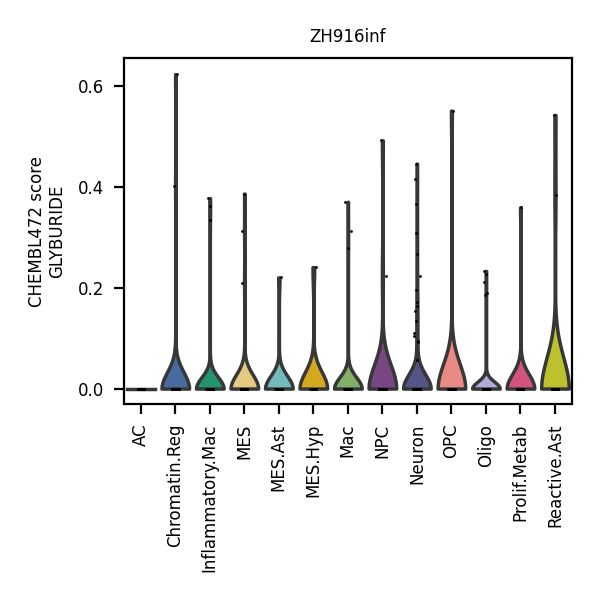 ZH916inf
CHEMBL472 score
GLYBURIDE
0.6
0.4
0.2
0.0
AC
Chromatin.Reg
Inflammatory.Mac
MES
MES.Ast
MES.Hyp
Mac
NPC
Neuron
OPC
Oligo
Prolif.Metab
Reactive.Ast